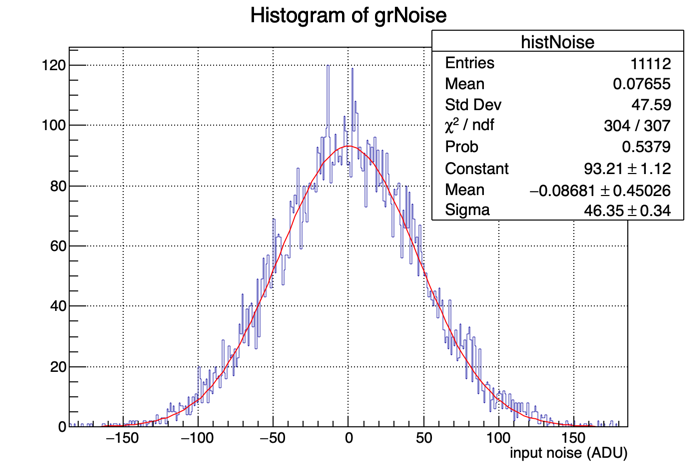 Histogram of grNoise
histNoise
Entries 11112
Mean 0.07655
Std Dev 47.59
χ² / ndf 304 / 307
Prob 0.5379
Constant 93.21 ± 1.12
Mean −0.08681 ± 0.45026
Sigma 46.35 ± 0.34
120
100
80
60
40
20
0
−150 −100 −50 0 50 100 150
input noise (ADU)